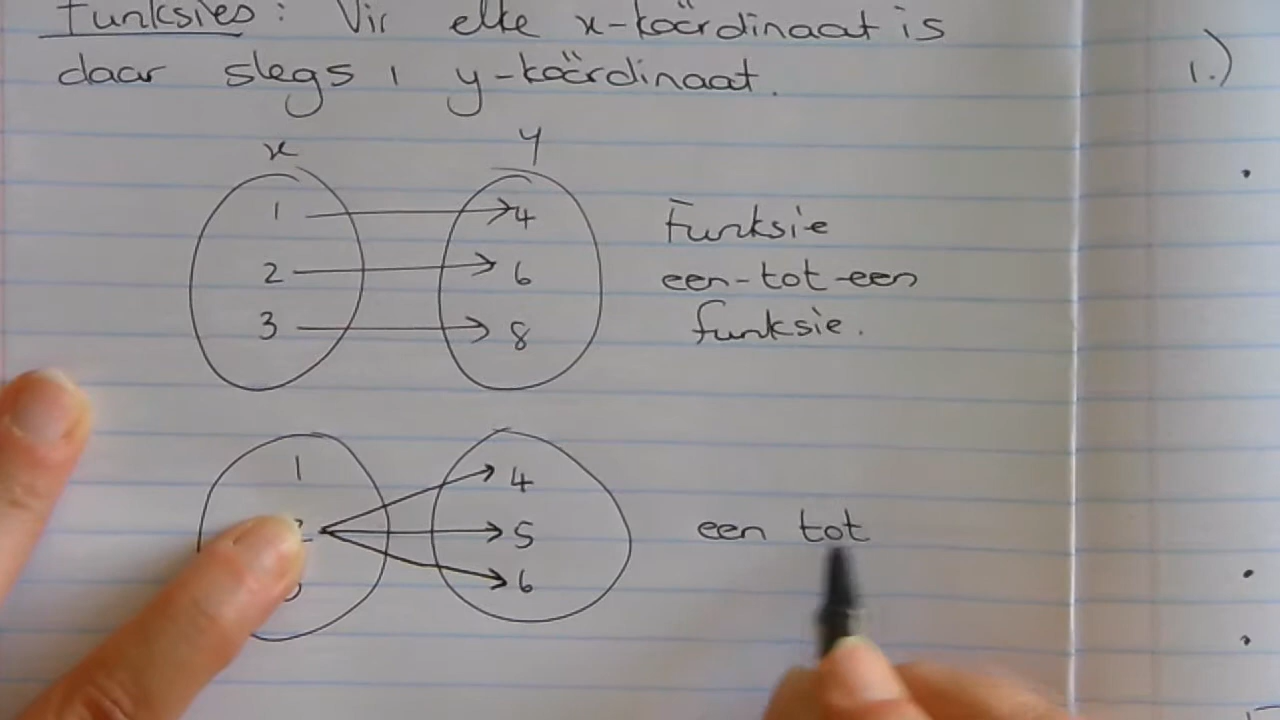 Funksies: Vir elke x-koördinaat is
daar slegs 1 y-koördinaat.
1.)
x y
1 4
2 6
3 8
Funksie
een-tot-een
funksie.
1 4
2 5
6
een tot